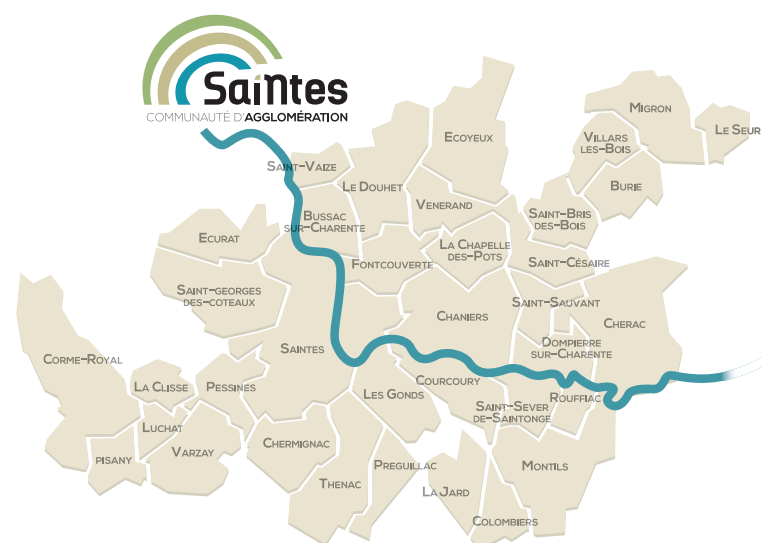 Saintes
COMMUNAUTÉ D'AGGLOMÉRATION
MIGRON
LE SEUR
ECOYEUX
VILLARS
LES-BOIS
SAINT-VAIZE
LE DOUHET
BURIE
VENERAND
BUSSAC
SUR-CHARENTE
SAINT-BRIS
DES-BOIS
ECURAT
LA CHAPELLE
DES-POTS
FONTCOUVERTE
SAINT-CÉSAIRE
SAINT-GEORGES
DES-COTEAUX
SAINT-SAUVANT
CHANIERS
CHERAC
SAINTES
DOMPIERRE
SUR-CHARENTE
CORME-ROYAL
LA CLISSE
PESSINES
COURCOURY
LES GONDS
ROUFFIAC
SAINT-SEVER
DE-SAINTONGE
LUCHAT
CHERMIGNAC
VARZAY
PISANY
PREGUILLAC
MONTILS
THENAC
LA JARD
COLOMBIERS